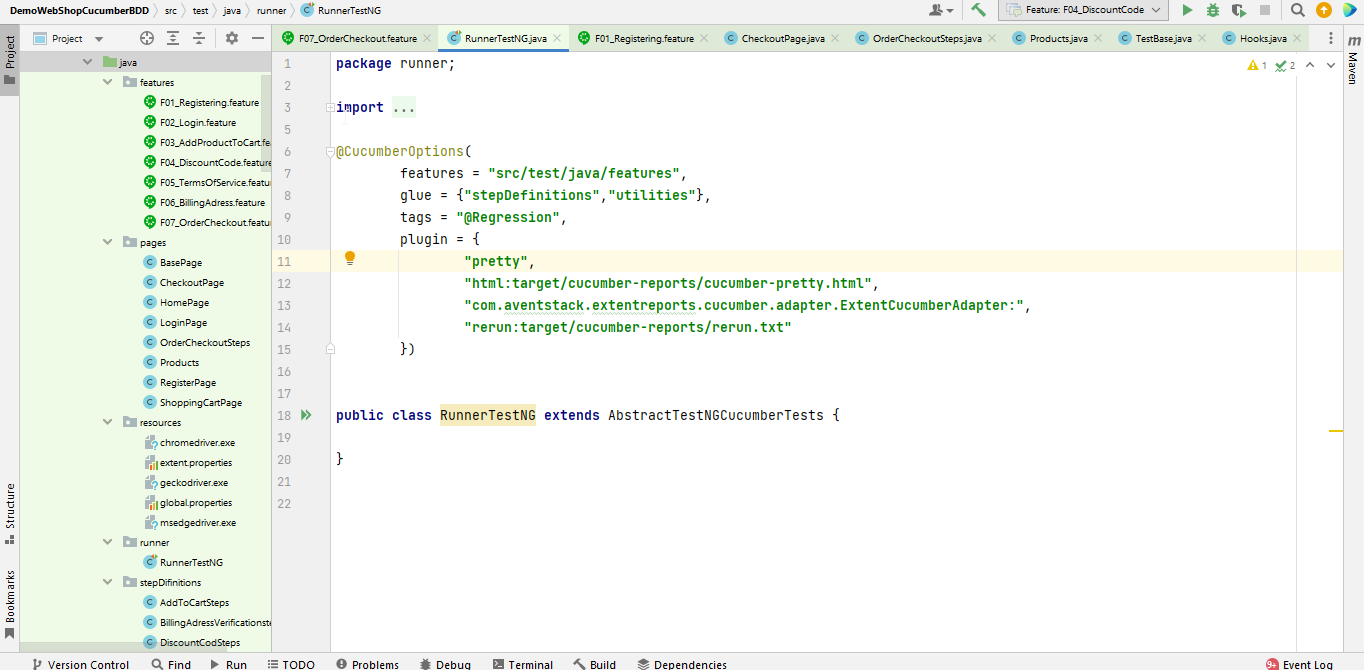 DemoWebShopCucumberBDD src test java runner RunnerTestNG Feature: F04_DiscountCode
Project F07_OrderCheckout.feature RunnerTestNG.java F01_Registering.feature CheckoutPage.java OrderCheckoutSteps.java Products.java TestBase.java Hooks.java
Project
Structure
Bookmarks
java
features
F01_Registering.feature
F02_Login.feature
F03_AddProductToCart.fe
F04_DiscountCode.feature
F05_TermsOfService.featu
F06_BillingAdress.feature
F07_OrderCheckout.featu
pages
BasePage
CheckoutPage
HomePage
LoginPage
OrderCheckoutSteps
Products
RegisterPage
ShoppingCartPage
resources
chromedriver.exe
extent.properties
geckodriver.exe
global.properties
msedgedriver.exe
runner
RunnerTestNG
stepDifinitions
AddToCartSteps
BillingAdressVerificationste
DiscountCodSteps
1 package runner;
2
3 import ...
5
6 @CucumberOptions(
7 features = "src/test/java/features",
8 glue = {"stepDefinitions","utilities"},
9 tags = "@Regression",
10 plugin = {
11 "pretty",
12 "html:target/cucumber-reports/cucumber-pretty.html",
13 "com.aventstack.extentreports.cucumber.adapter.ExtentCucumberAdapter:",
14 "rerun:target/cucumber-reports/rerun.txt"
15 })
16
17
18 public class RunnerTestNG extends AbstractTestNGCucumberTests {
19
20 }
21
22
1 2
m
Maven
Version Control Find Run TODO Problems Debug Terminal Build Dependencies 9+ Event Log